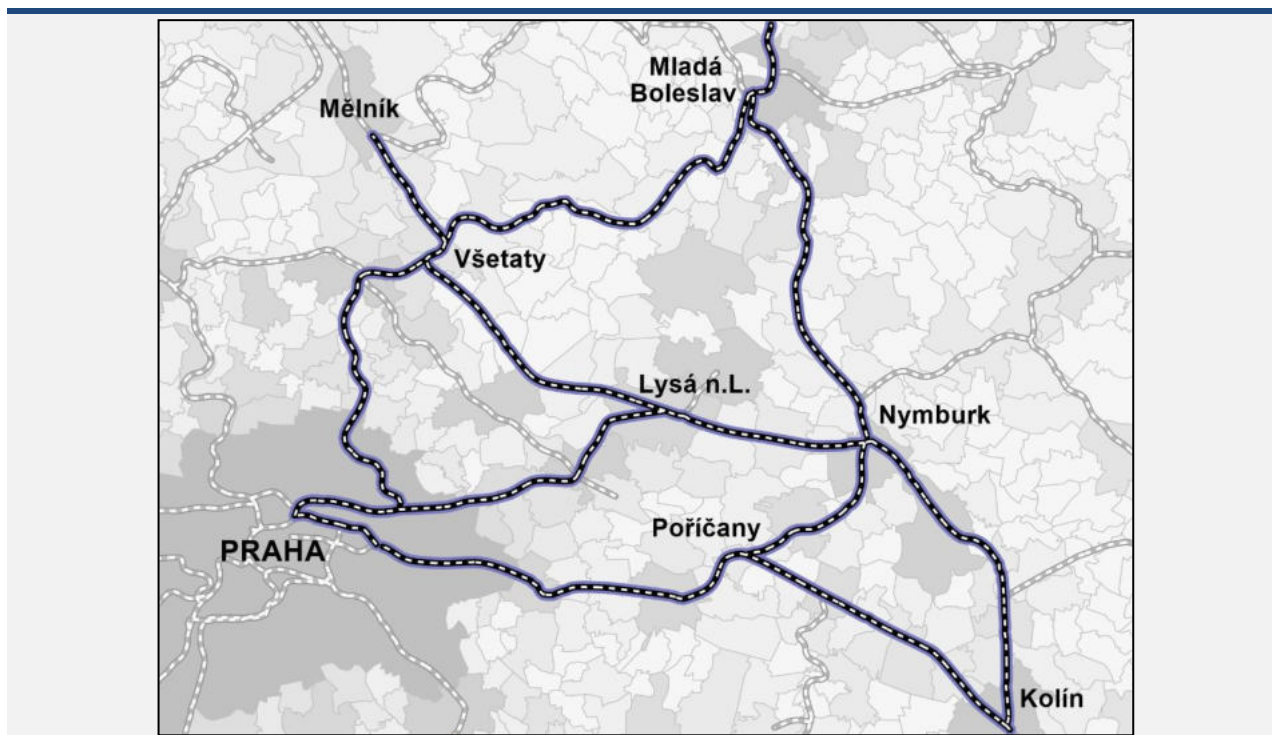 Mladá
Boleslav
Mělník
Všetaty
Lysá n.L.
Nymburk
Poříčany
PRAHA
Kolín